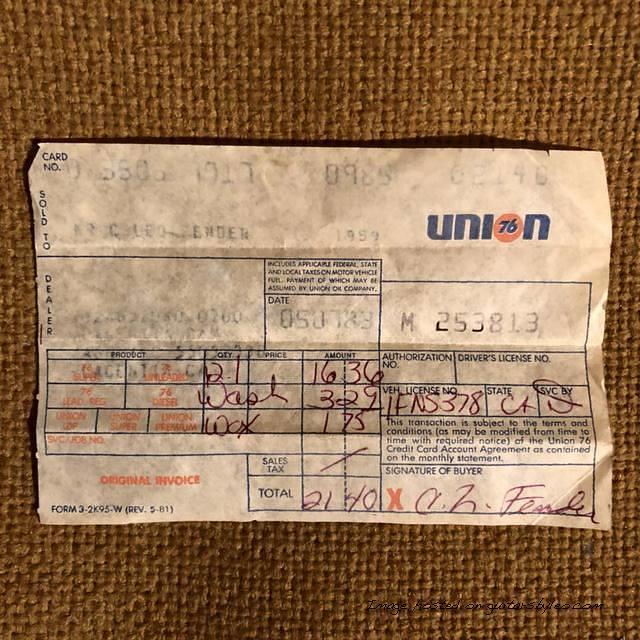 CARD NO.
SOLD TO
1959
UNION 76
DEALER
INCLUDES APPLICABLE FEDERAL, STATE
AND LOCAL TAXES ON MOTOR VEHICLE
FUEL. PAYMENT OF WHICH MAY BE
ASSUMED BY UNION OIL COMPANY.
DATE
050783
M 253813
PRODUCT QTY. PRICE AMOUNT
AUTHORIZATION NO. DRIVER'S LICENSE NO.
76 SUPER 76 UNLEADED 21 16 36
76 LEAD. REG. 76 DIESEL Wash 3 29
VEH. LICENSE NO. STATE SVC BY
1FNS378 CA
UNION UNION SUPER UNION PREMIUM Wax 1 75
SVC/JOB NO.
This transaction is subject to the terms and
conditions (as may be modified from time to
time with required notice) of the Union 76
Credit Card Account Agreement as contained
on the monthly statement.
SALES TAX
SIGNATURE OF BUYER
ORIGINAL INVOICE
TOTAL 21 40
X C. L. Fender
FORM 3-2K95-W (REV. 5-81)
Image hosted on guitar-styles.com